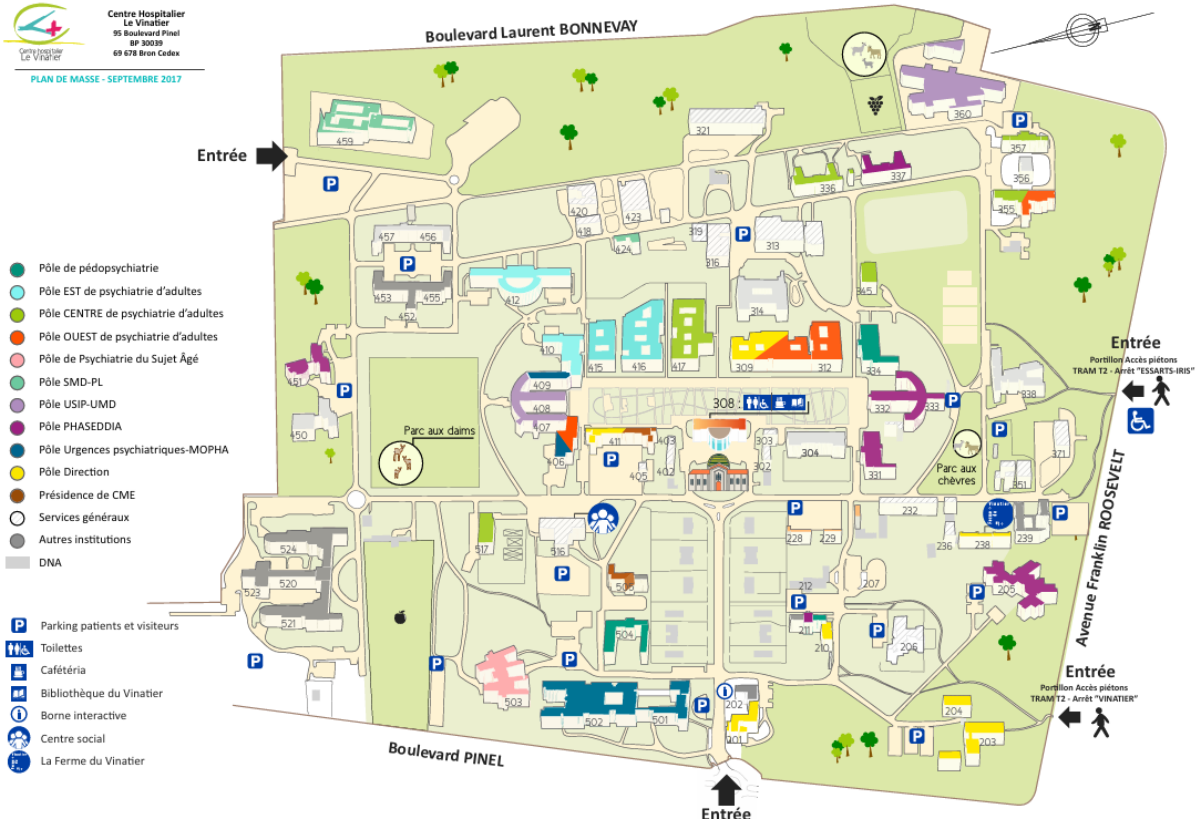 Centre Hospitalier
Le Vinatier
95 Boulevard Pinel
BP 30039
69 678 Bron Cedex
Centre hospitalier
Le Vinatier
PLAN DE MASSE - SEPTEMBRE 2017
Boulevard Laurent BONNEVAY
Entrée
459
321
360
357
356
355
336
337
420
423
418
424
319
316
313
457
456
453
455
452
412
314
345
410
415
416
417
309
312
334
451
450
409
408
407
406
411
403
405
402
308 :
303
302
304
332
333
331
338
371
351
Parc aux daims
Parc aux
chèvres
Entrée
Portillon Accès piétons
TRAM T2 - Arrêt "ESSARTS-IRIS"
Pôle de pédopsychiatrie
Pôle EST de psychiatrie d'adultes
Pôle CENTRE de psychiatrie d'adultes
Pôle OUEST de psychiatrie d'adultes
Pôle de Psychiatrie du Sujet Âgé
Pôle SMD-PL
Pôle USIP-UMD
Pôle PHASEDDIA
Pôle Urgences psychiatriques-MOPHA
Pôle Direction
Présidence de CME
Services généraux
Autres institutions
DNA
P Parking patients et visiteurs
Toilettes
Cafétéria
Bibliothèque du Vinatier
i Borne interactive
Centre social
La Ferme du Vinatier
524
520
523
521
517
516
504
503
502
501
228
229
232
236
238
239
212
207
205
211
210
206
202
201
204
203
Avenue Franklin ROOSEVELT
Entrée
Portillon Accès piétons
TRAM T2 - Arrêt "VINATIER"
Boulevard PINEL
Entrée